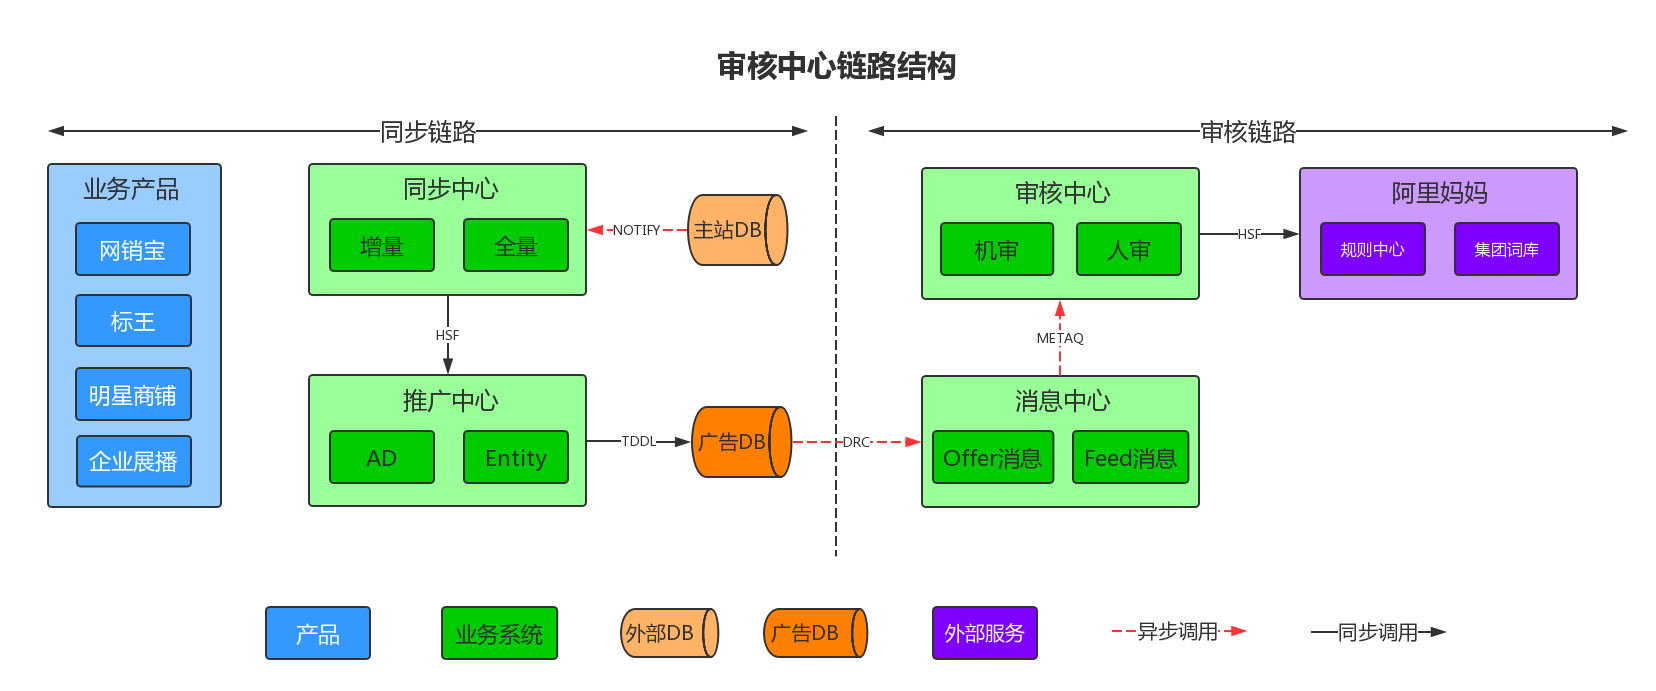 审核中心链路结构
同步链路
审核链路
业务产品
网销宝
标王
明星商铺
企业展播
同步中心
增量
全量
NOTIFY
主站DB
HSF
推广中心
AD
Entity
TDDL
广告DB
DRC
审核中心
机审
人审
HSF
阿里妈妈
规则中心
集团词库
METAQ
消息中心
Offer消息
Feed消息
产品
业务系统
外部DB
广告DB
外部服务
异步调用
同步调用